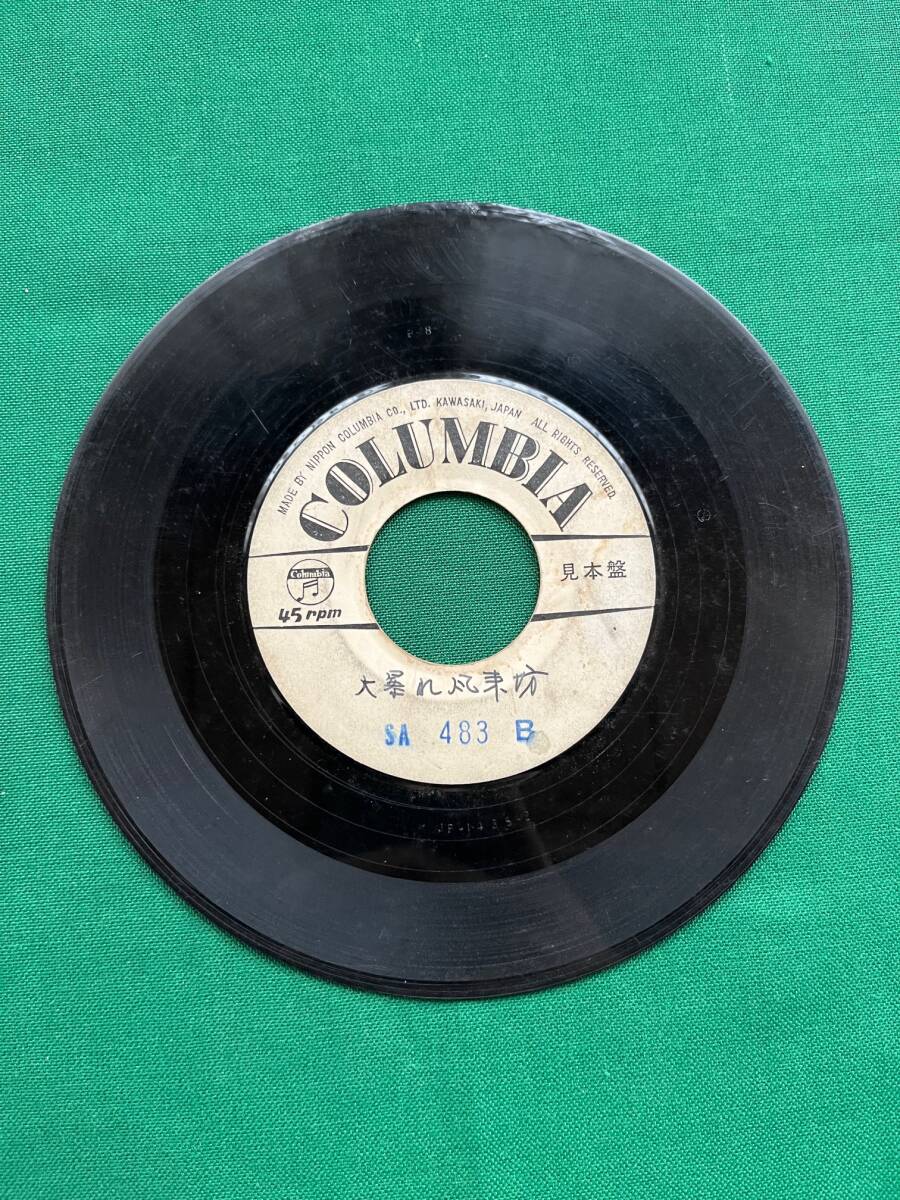 MADE BY NIPPON COLUMBIA CO., LTD. KAWASAKI, JAPAN ALL RIGHTS RESERVED.
COLUMBIA
Columbia
45 rpm
見本盤
大暴れ風来坊
SA 483 B